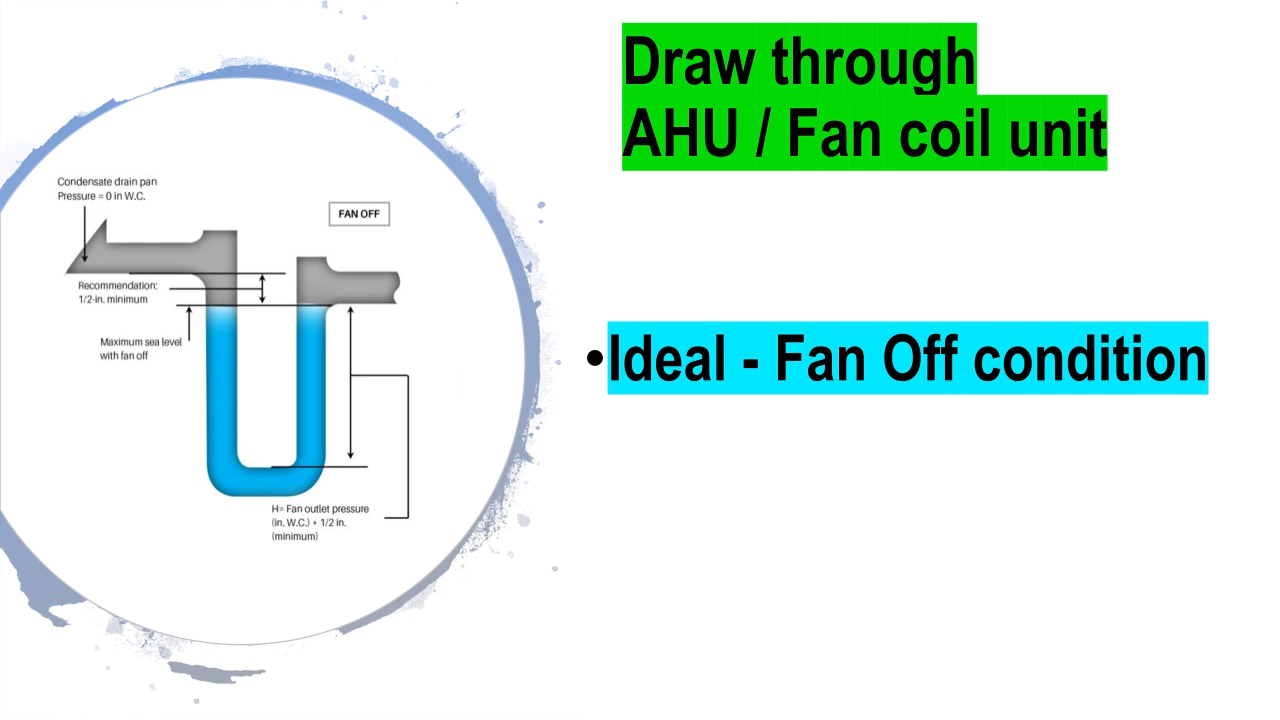 Draw through
AHU / Fan coil unit
Condensate drain pan
Pressure = 0 in W.C.
FAN OFF
Recommendation:
1/2-in. minimum
Maximum sea level
with fan off
H= Fan outlet pressure
(in. W.C.) + 1/2 in.
(minimum)
•Ideal - Fan Off condition